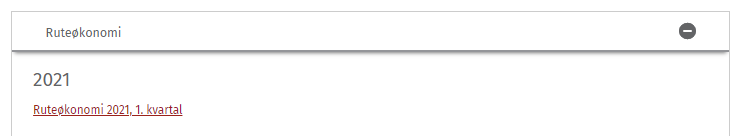 Ruteøkonomi
2021
Ruteøkonomi 2021, 1. kvartal